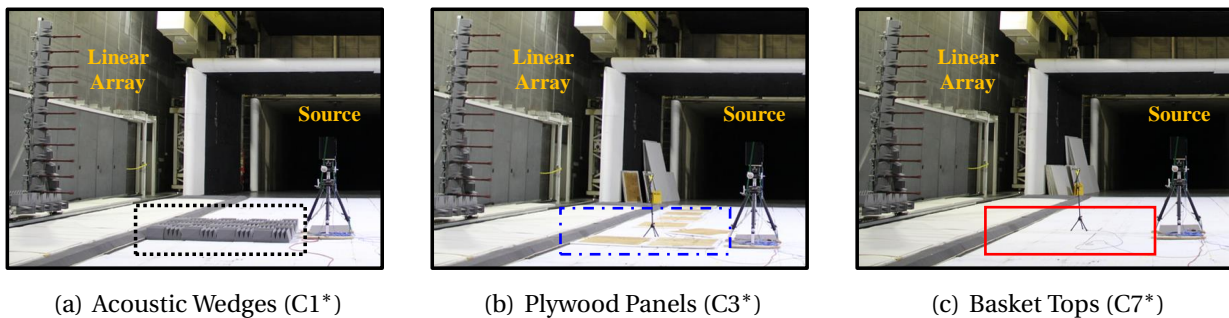 Linear
Array
Source
Linear
Array
Source
Linear
Array
Source
(a) Acoustic Wedges (C1*)
(b) Plywood Panels (C3*)
(c) Basket Tops (C7*)